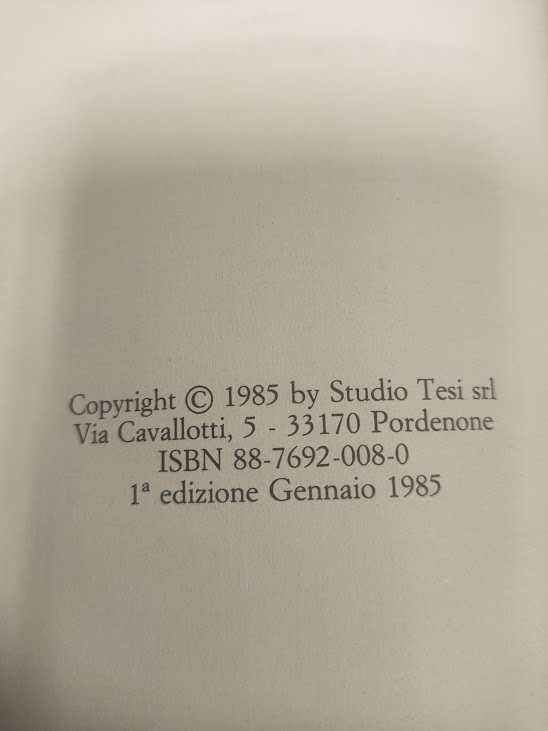 Copyright © 1985 by Studio Tesi srl
Via Cavallotti, 5 - 33170 Pordenone
ISBN 88-7692-008-0
1ª edizione Gennaio 1985